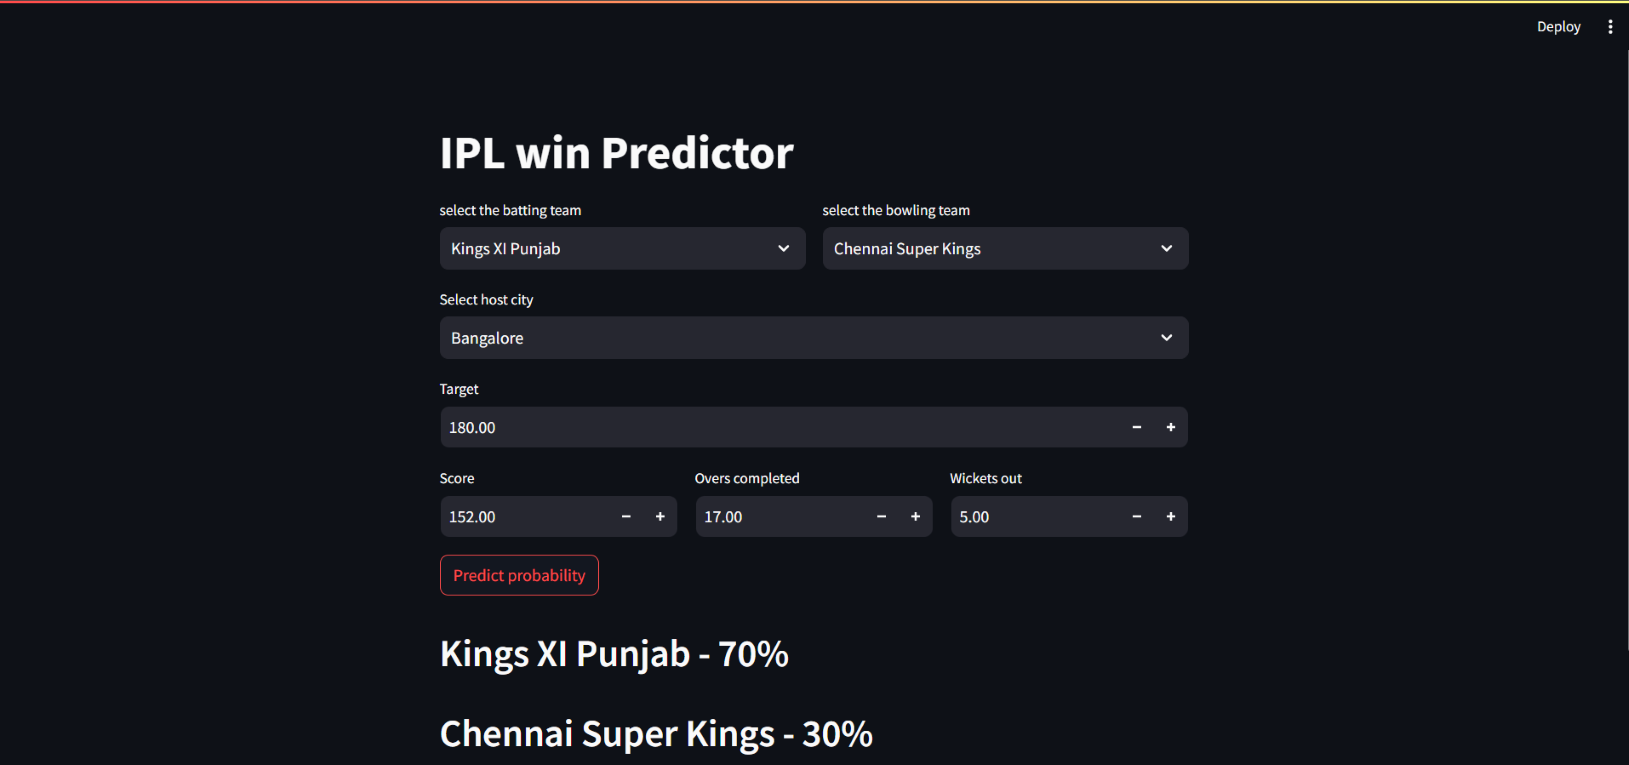 Deploy
IPL win Predictor
select the batting team
select the bowling team
Kings XI Punjab
Chennai Super Kings
Select host city
Bangalore
Target
180.00
Score
Overs completed
Wickets out
152.00
17.00
5.00
Predict probability
Kings XI Punjab - 70%
Chennai Super Kings - 30%